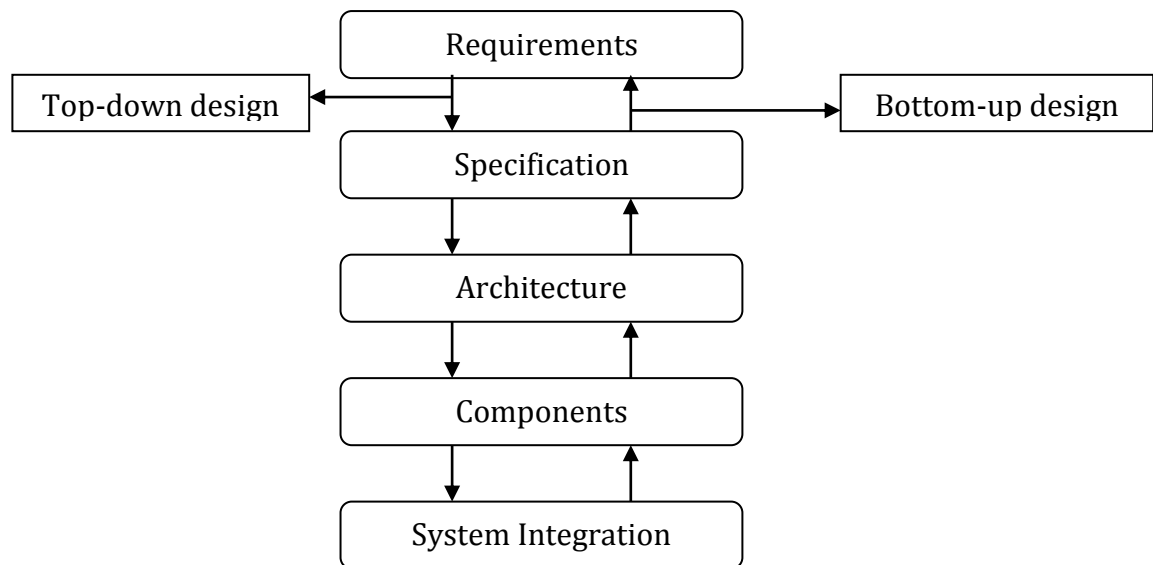 Requirements
Top-down design
Bottom-up design
Specification
Architecture
Components
System Integration